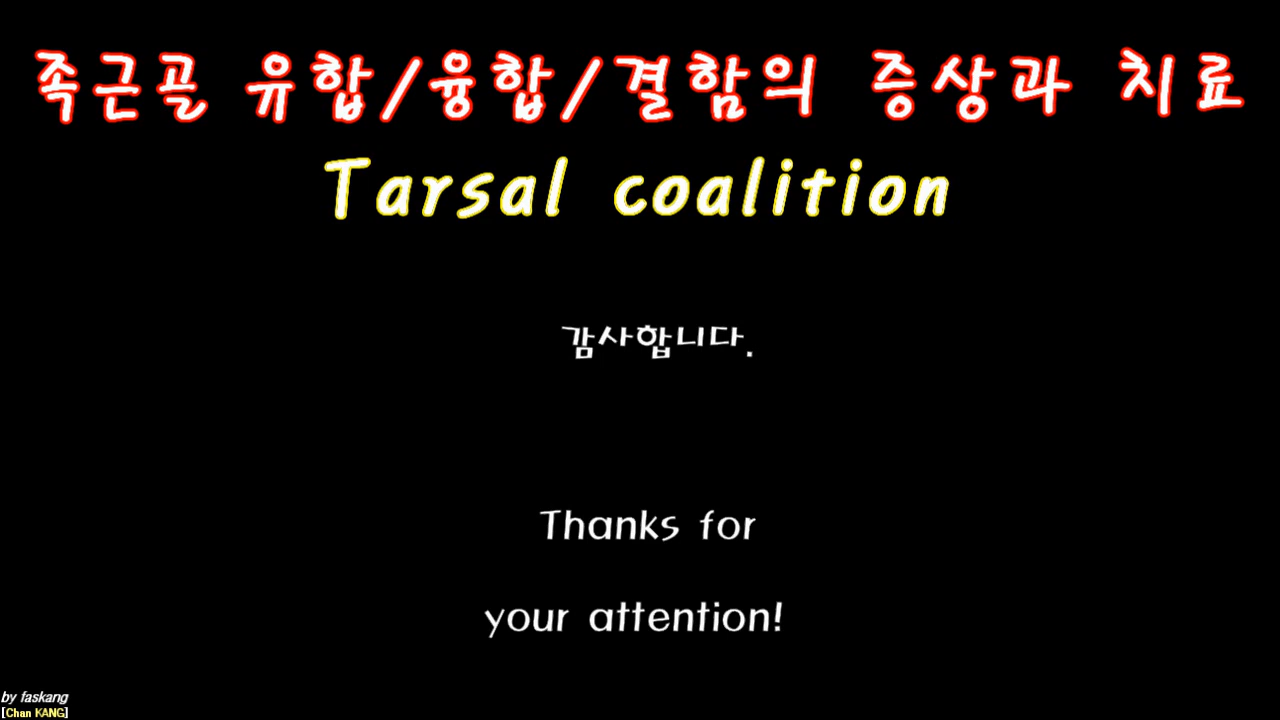 족근골 유합/융합/결함의 증상과 치료
Tarsal coalition
감사합니다.
Thanks for
your attention!
by faskang
[Chan KANG]